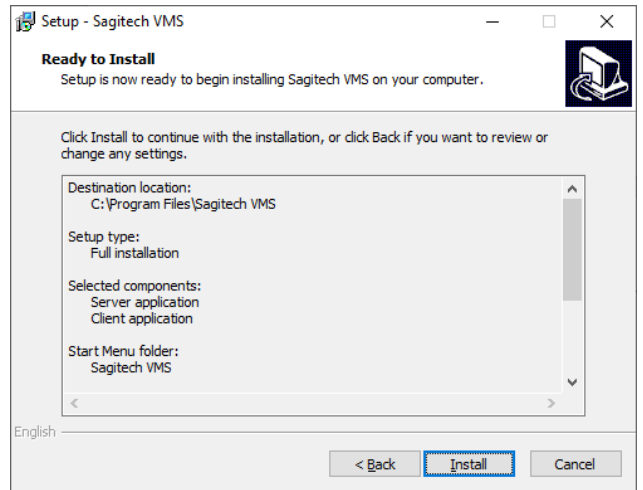 Setup - Sagitech VMS
Ready to Install
Setup is now ready to begin installing Sagitech VMS on your computer.
Click Install to continue with the installation, or click Back if you want to review or
change any settings.
Destination location:
C:\Program Files\Sagitech VMS
Setup type:
Full installation
Selected components:
Server application
Client application
Start Menu folder:
Sagitech VMS
English
< Back
Install
Cancel